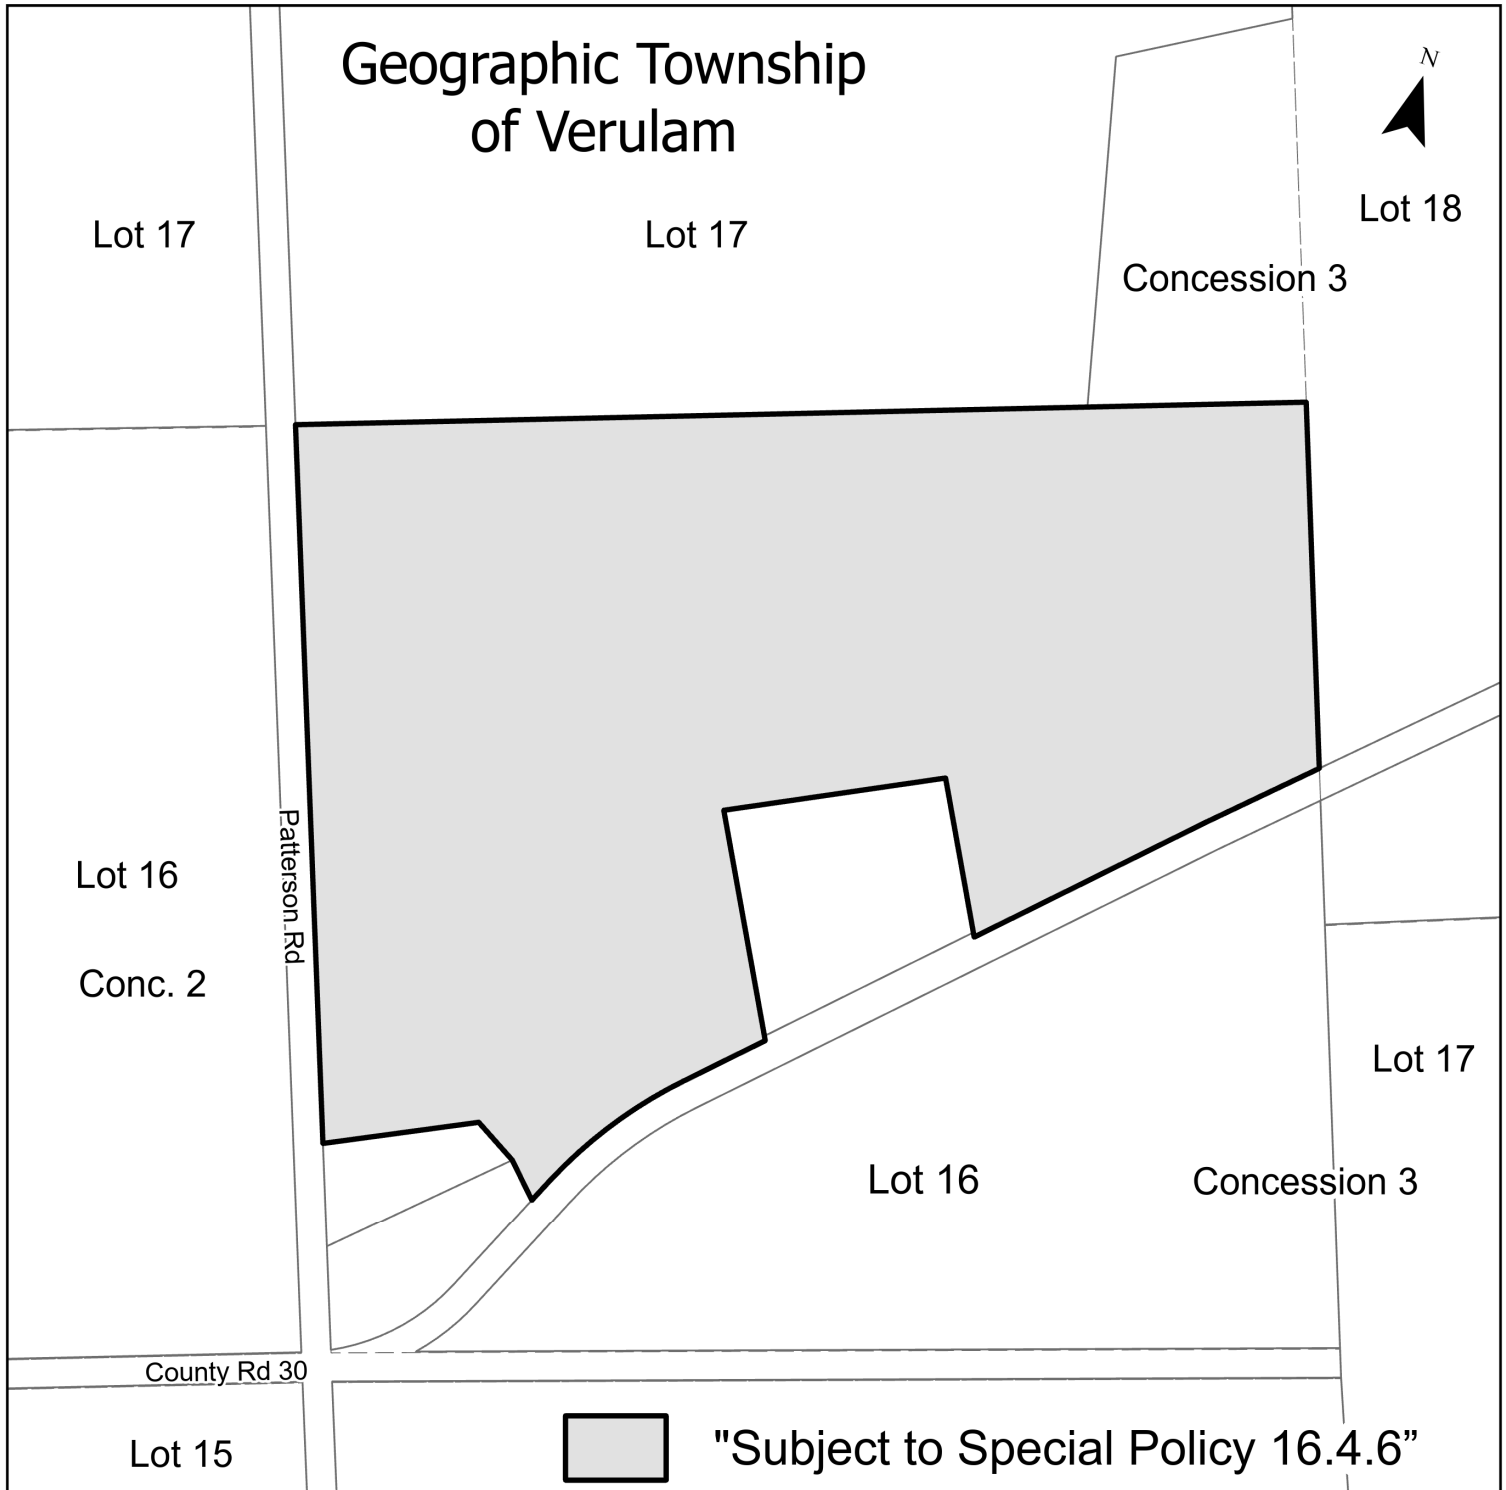 Geographic Township
of Verulam
N
Lot 17
Lot 17
Lot 18
Concession 3
Patterson Rd
Lot 16
Conc. 2
Lot 17
Lot 16
Concession 3
County Rd 30
Lot 15
"Subject to Special Policy 16.4.6”